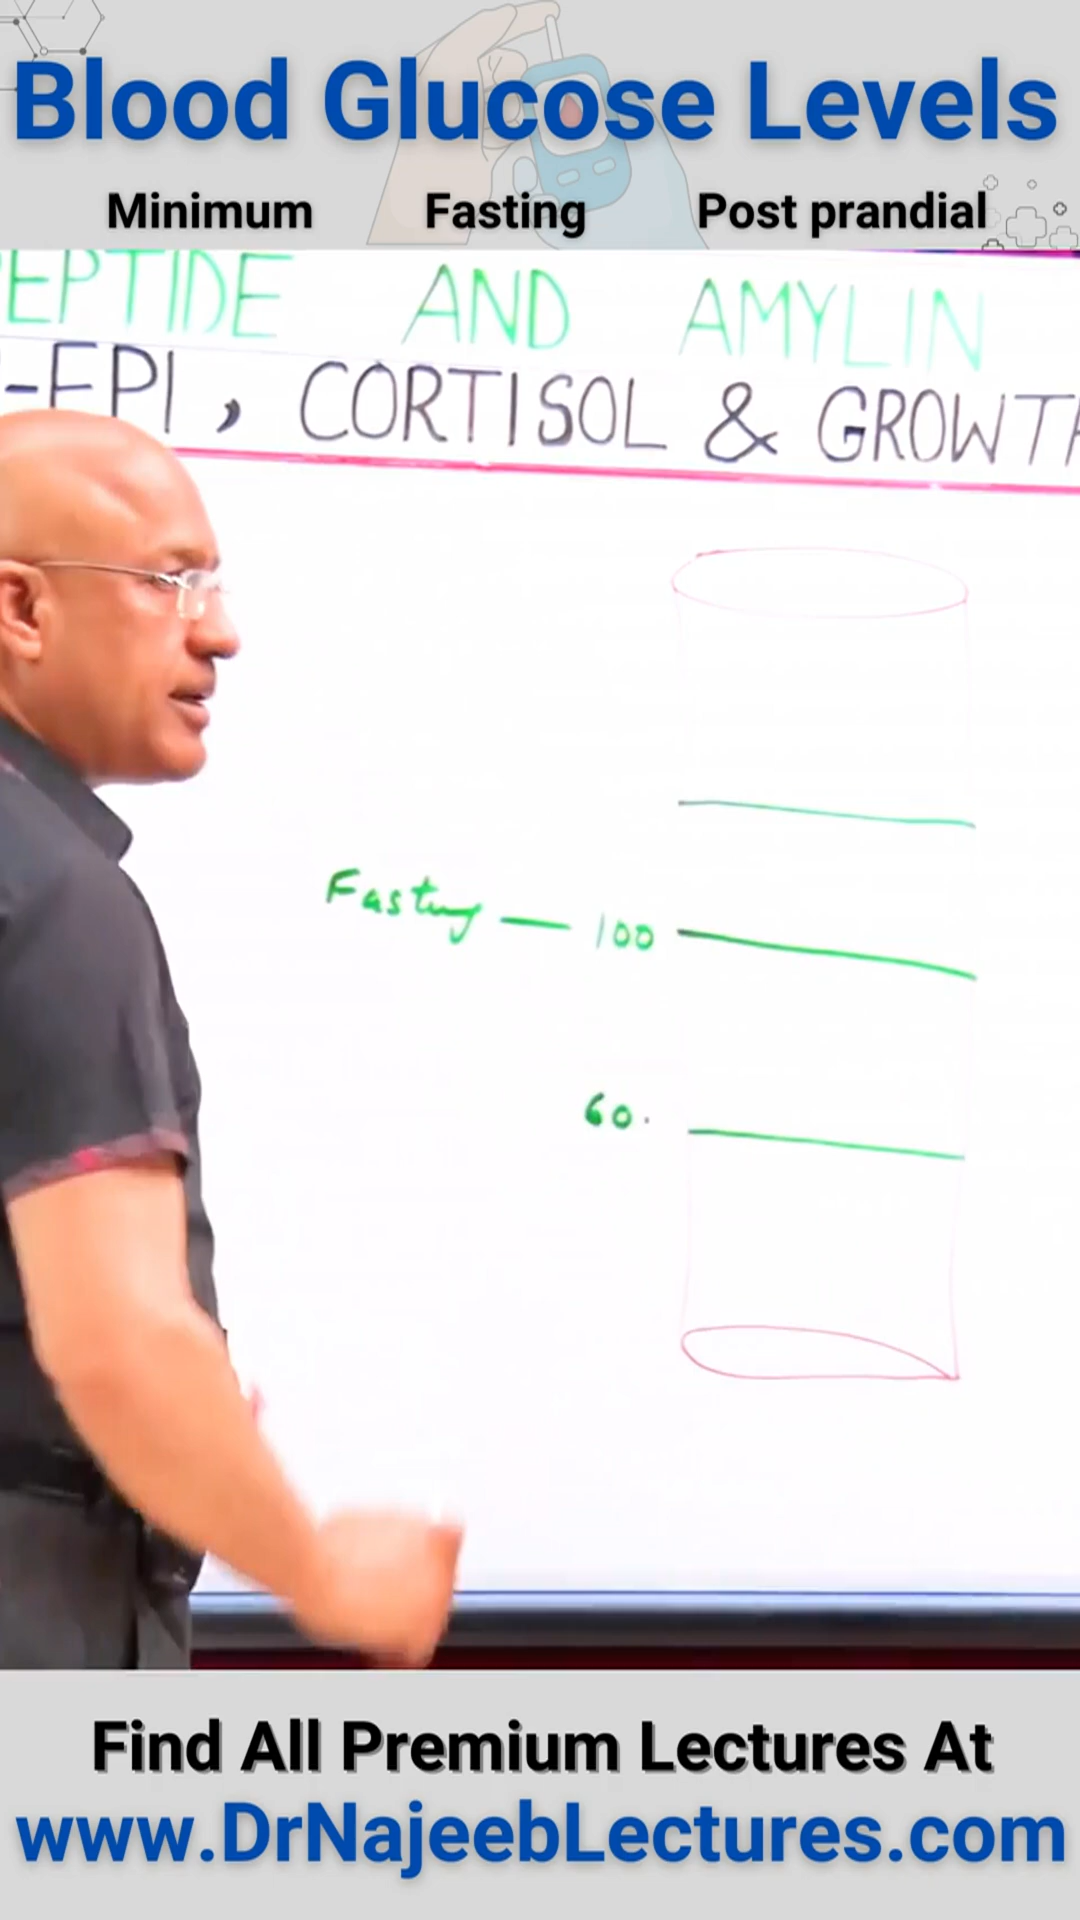 Blood Glucose Levels
Minimum Fasting Post prandial
EPTIDE AND AMYLIN
-EPI, CORTISOL & GROWTH
Fasting — 100
60.
Find All Premium Lectures At
www.DrNajeebLectures.com